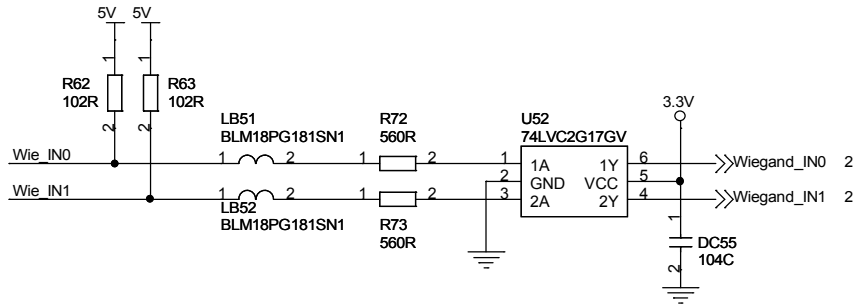 5V 5V
1 1
R62 R63
102R 102R
2 2
LB51 R72 U52 3.3V
BLM18PG181SN1 560R 74LVC2G17GV
Wie_IN0 1 2 1 2 1 1A 1Y 6 Wiegand_IN0 2
2 GND VCC 5
Wie_IN1 1 2 1 2 3 2A 2Y 4 Wiegand_IN1 2
LB52 R73
BLM18PG181SN1 560R
1
DC55
104C
2